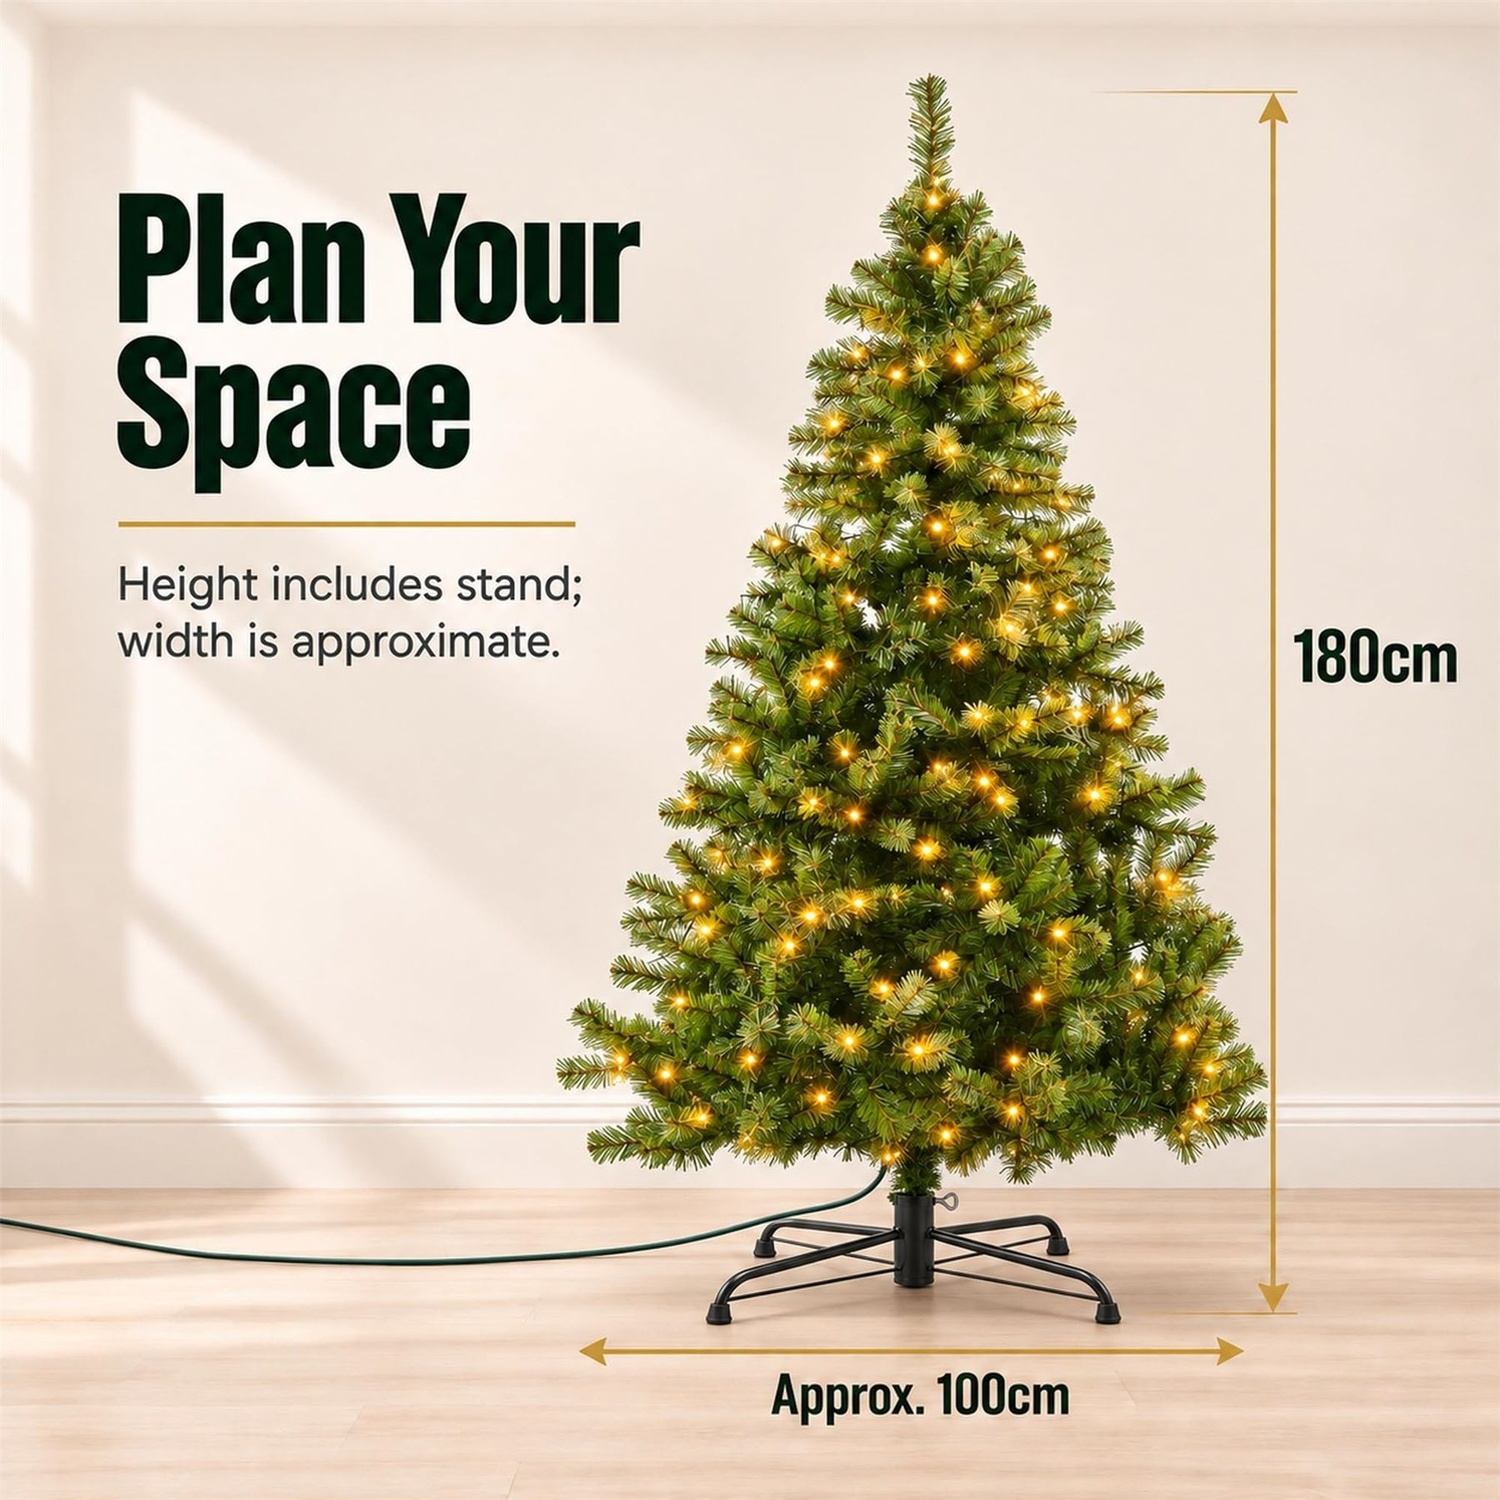 Plan Your
Space
Height includes stand;
width is approximate.
180cm
Approx. 100cm